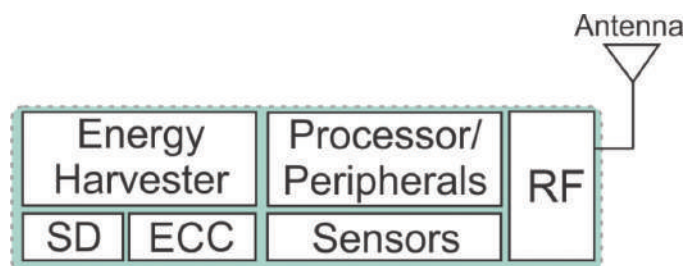 Antenna
Energy
Harvester
Processor/
Peripherals
RF
SD
ECC
Sensors